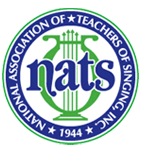 NATIONAL ASSOCIATION OF TEACHERS OF SINGING, INC.
nats
1944